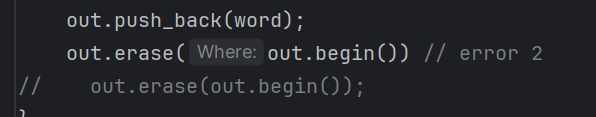 out.push_back(word);
out.erase( Where: out.begin()) // error 2
//    out.erase(out.begin());
}